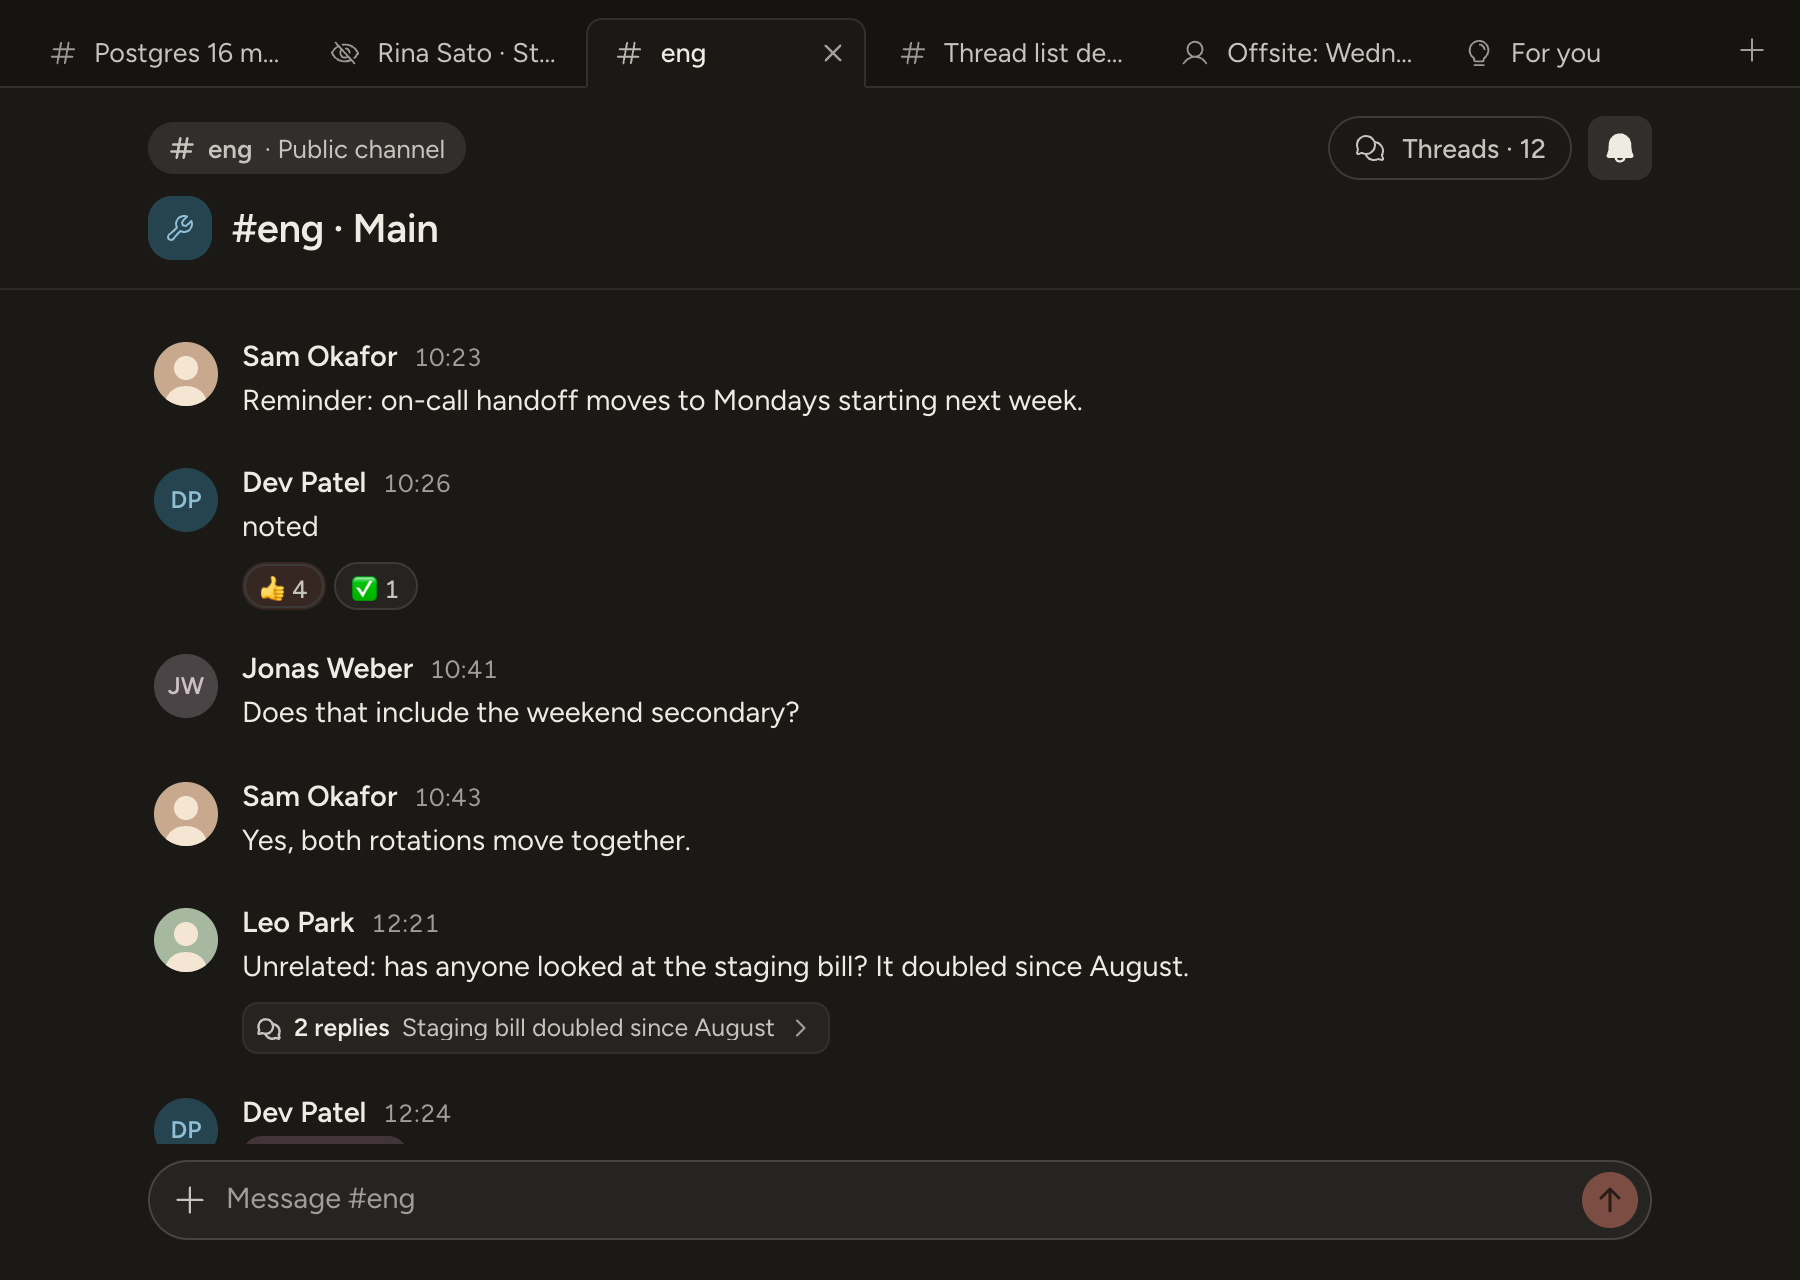 Postgres 16 m...
Rina Sato · St...
eng
Thread list de...
Offsite: Wedn...
For you
# eng · Public channel
Threads · 12
#eng · Main
Sam Okafor 10:23
Reminder: on-call handoff moves to Mondays starting next week.
DP
Dev Patel 10:26
noted
👍 4 ✅ 1
JW
Jonas Weber 10:41
Does that include the weekend secondary?
Sam Okafor 10:43
Yes, both rotations move together.
Leo Park 12:21
Unrelated: has anyone looked at the staging bill? It doubled since August.
2 replies Staging bill doubled since August
DP
Dev Patel 12:24
Message #eng